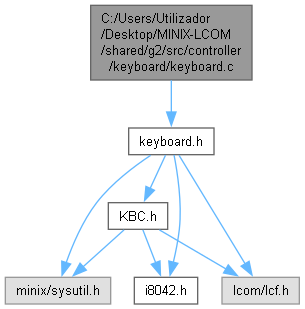 C:/Users/Utilizador
/Desktop/MINIX-LCOM
/shared/g2/src/controller
/keyboard/keyboard.c
keyboard.h
KBC.h
minix/sysutil.h
i8042.h
lcom/lcf.h